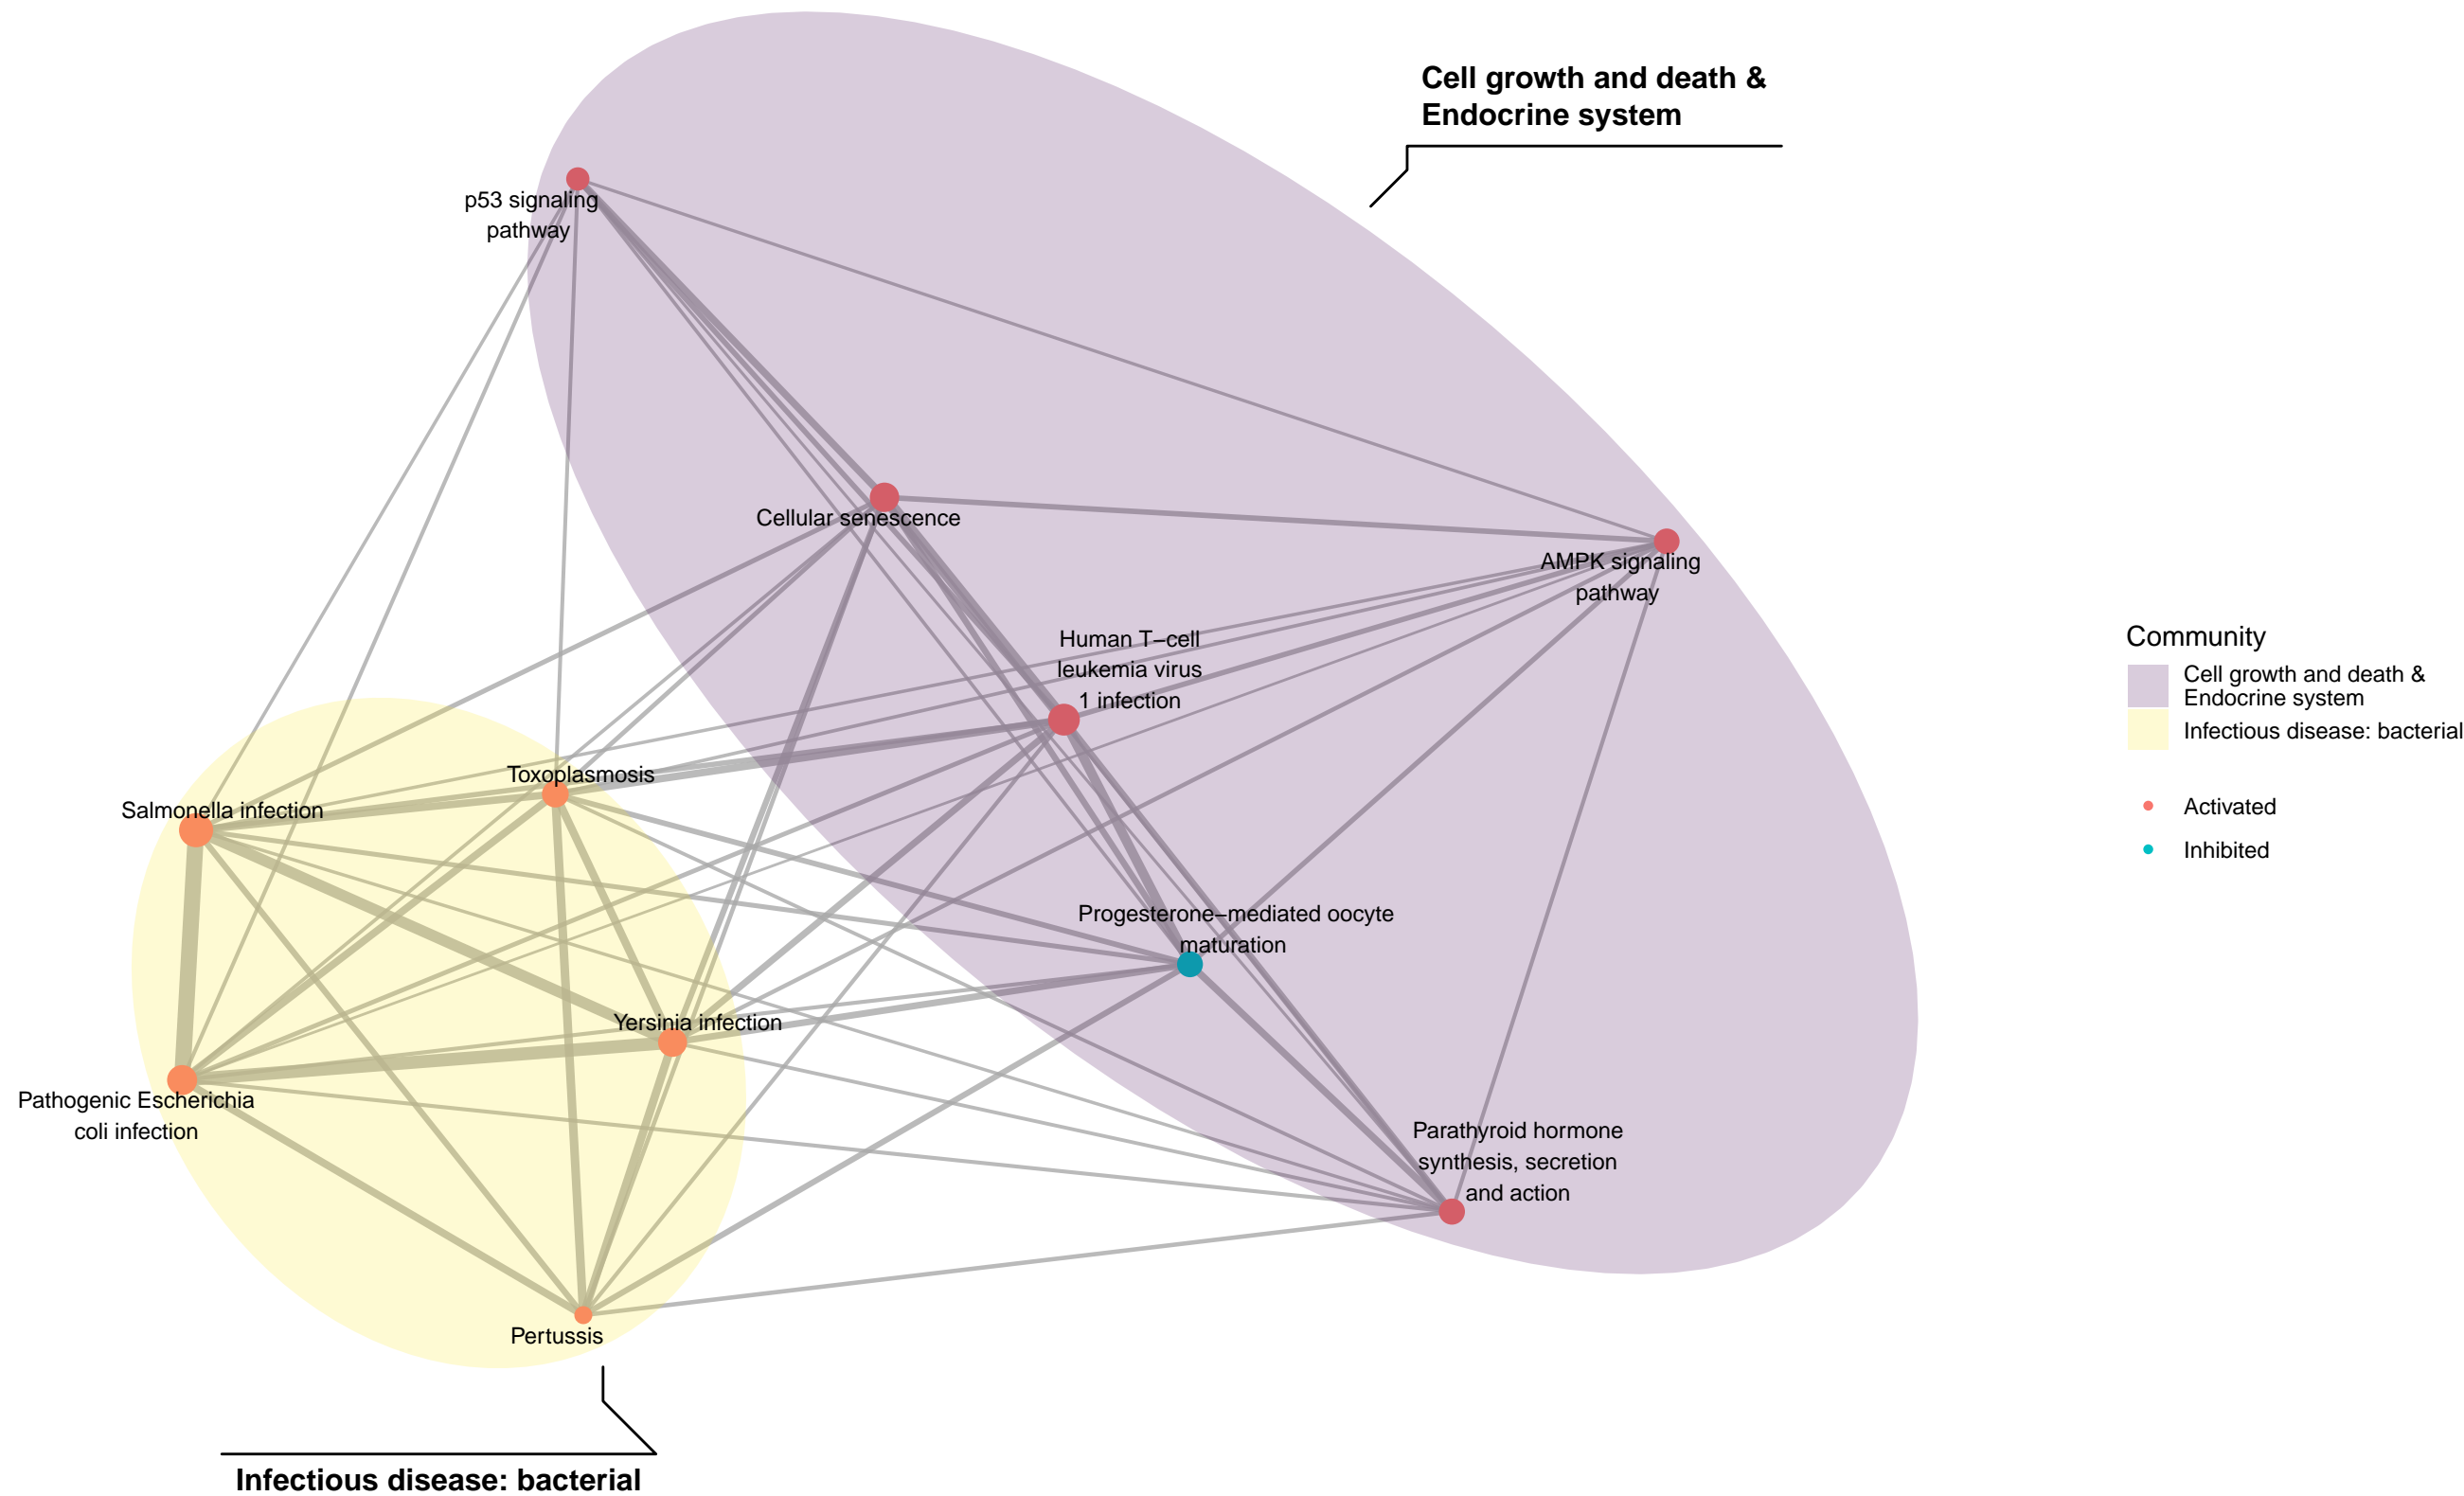 Cell growth and death &
Endocrine system
p53 signaling
pathway
Cellular senescence
AMPK signaling
pathway
Human T−cell
leukemia virus
1 infection
Toxoplasmosis
Salmonella infection
Progesterone−mediated oocyte
maturation
Yersinia infection
Pathogenic Escherichia
coli infection
Parathyroid hormone
synthesis, secretion
and action
Pertussis
Infectious disease: bacterial
Community
Cell growth and death &
Endocrine system
Infectious disease: bacterial
Activated
Inhibited